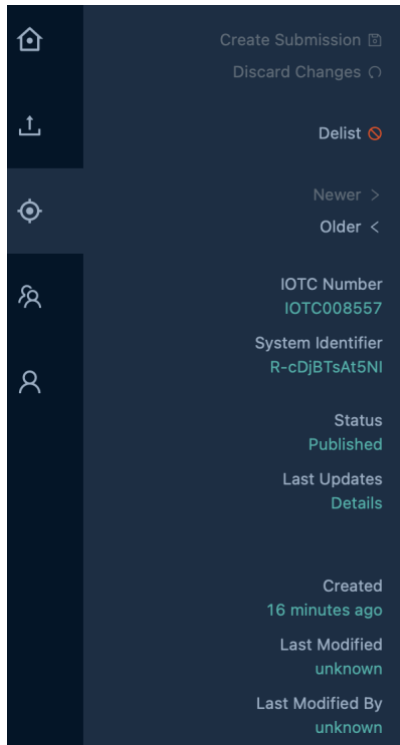 Create Submission
Discard Changes
Delist
Newer >
Older <
IOTC Number
IOTC008557
System Identifier
R-cDjBTsAt5NI
Status
Published
Last Updates
Details
Created
16 minutes ago
Last Modified
unknown
Last Modified By
unknown